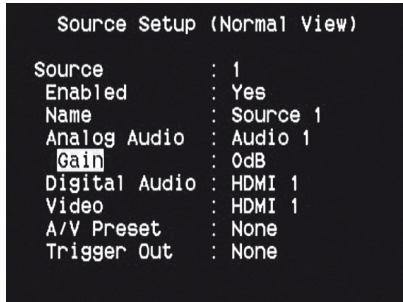 Source Setup (Normal View)
Source : 1
Enabled : Yes
Name : Source 1
Analog Audio : Audio 1
Gain : 0dB
Digital Audio : HDMI 1
Video : HDMI 1
A/V Preset : None
Trigger Out : None